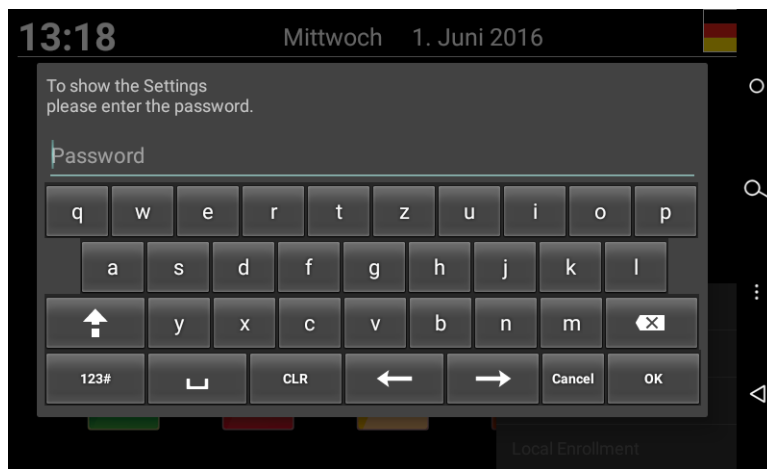 13:18 Mittwoch 1. Juni 2016
To show the Settings
please enter the password.
Password
q w e r t z u i o p
a s d f g h j k l
y x c v b n m
123# CLR Cancel OK
Local Enrollment